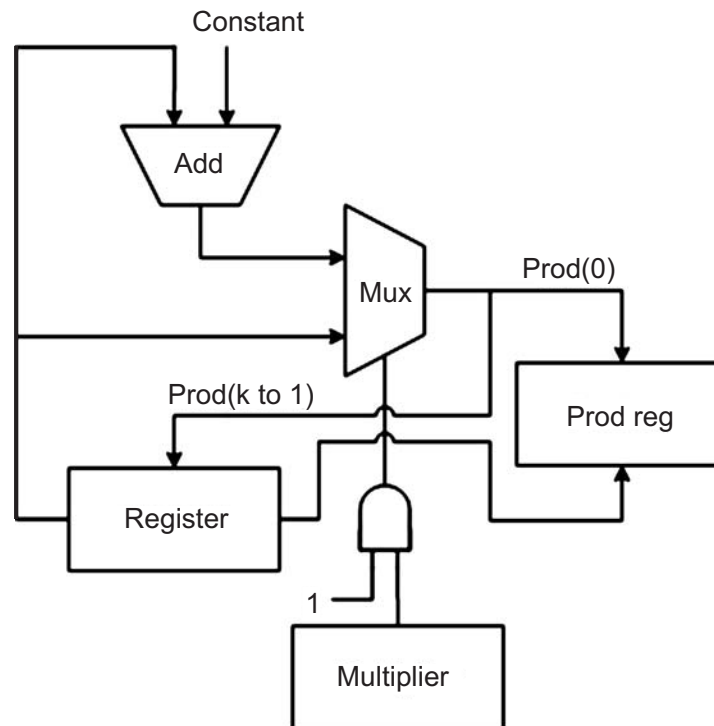 Constant
Add
Mux
Prod(0)
Prod(k to 1)
Prod reg
Register
1
Multiplier